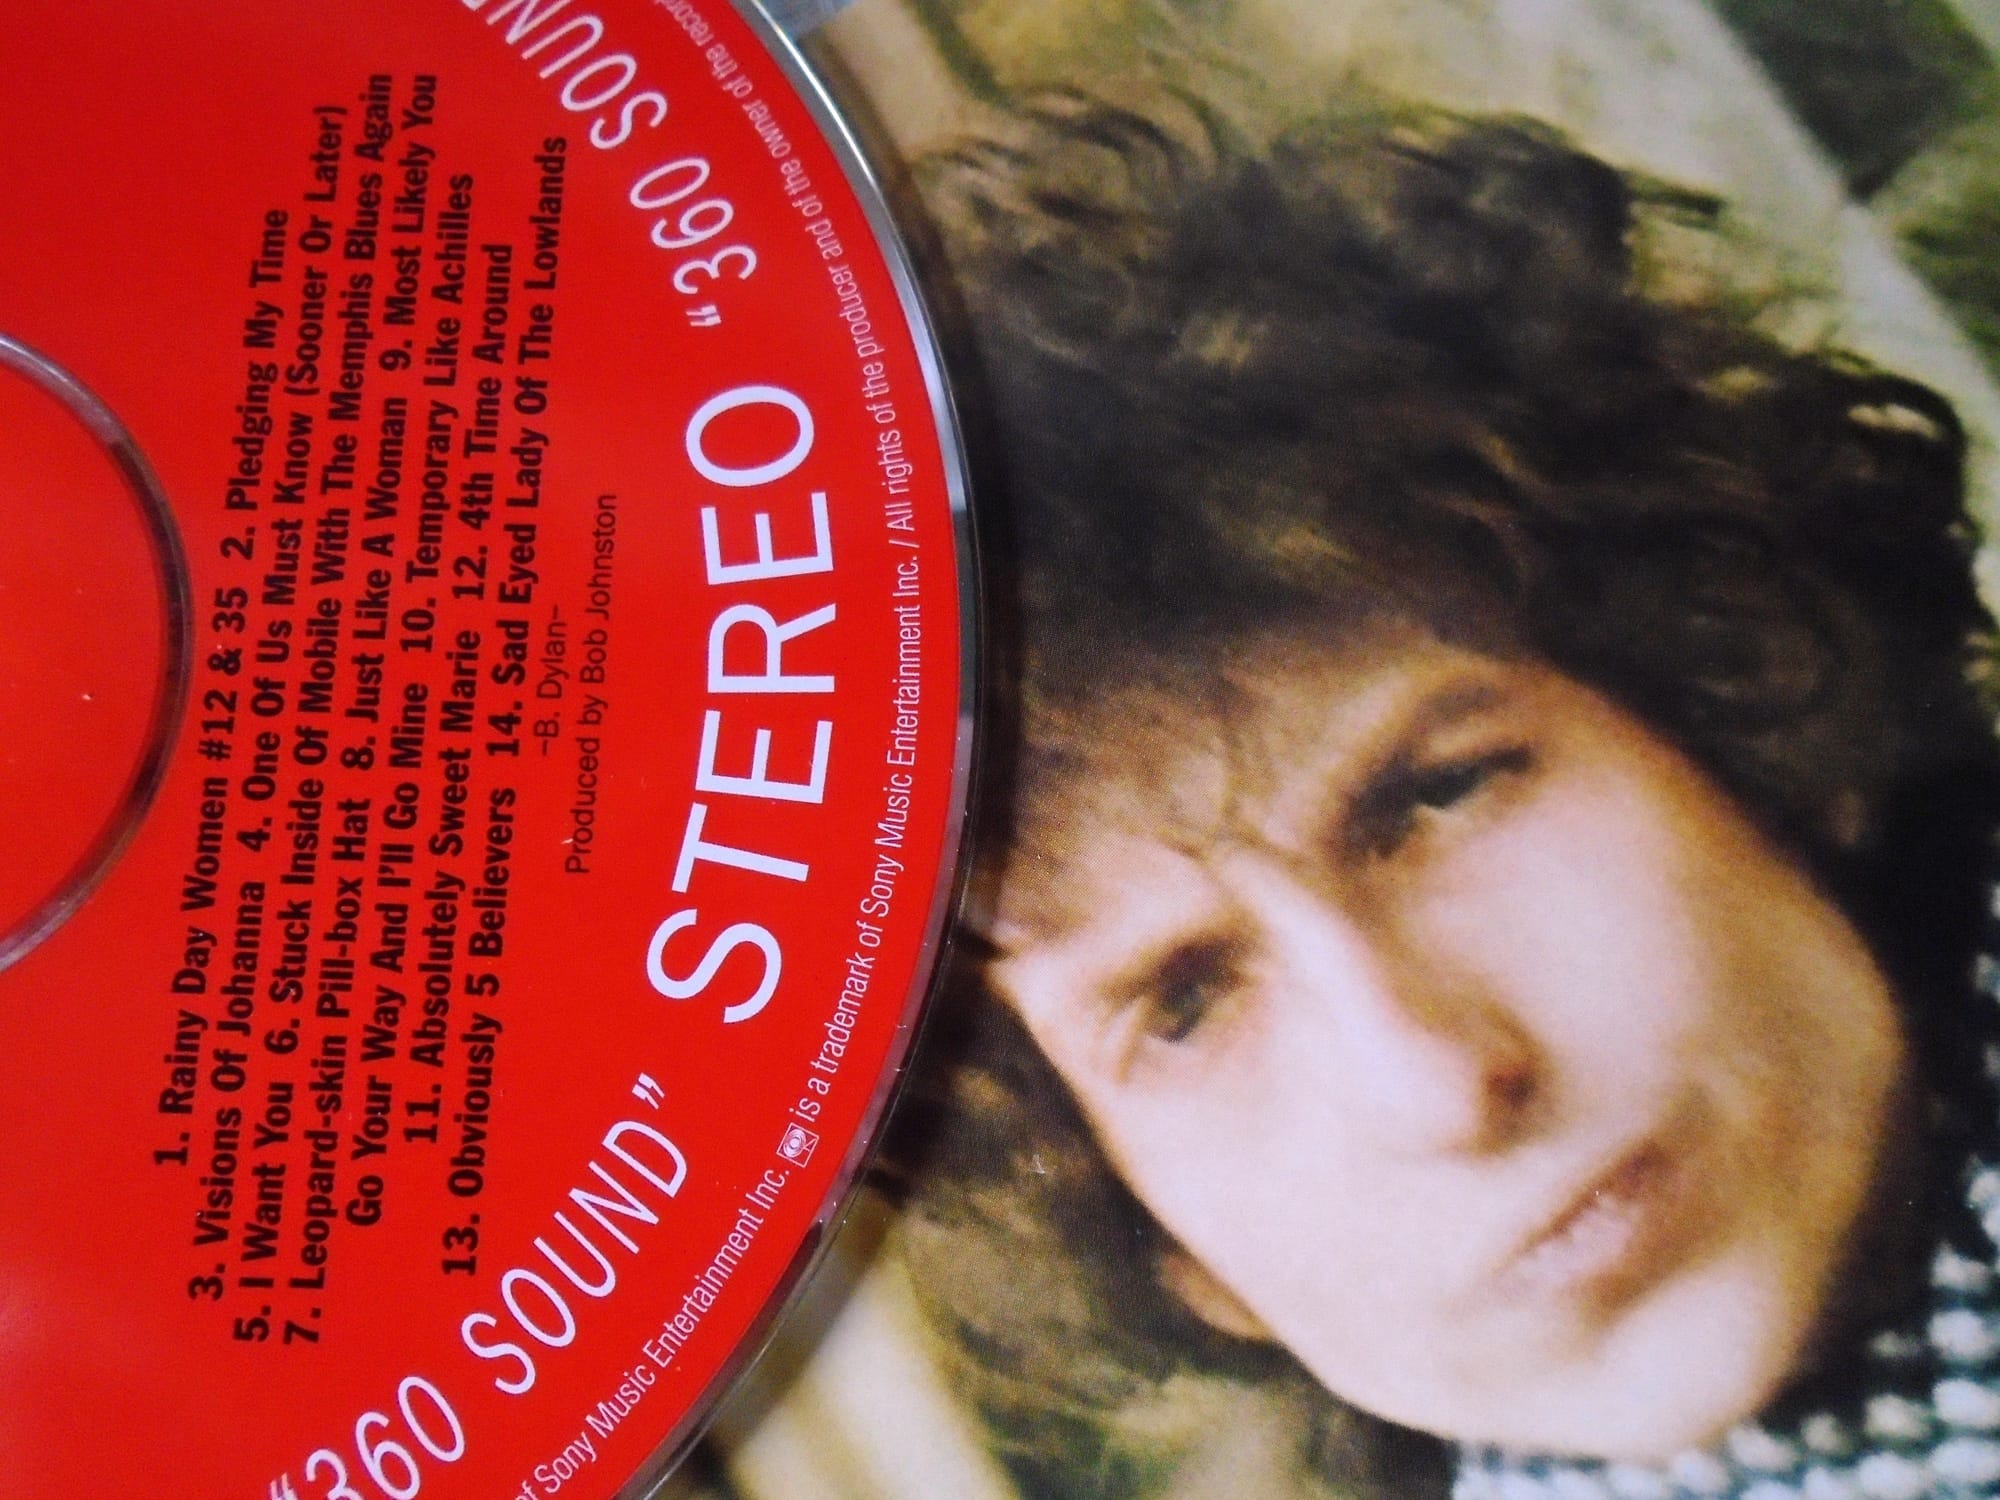 1. Rainy Day Women #12 & 35 2. Pledging My Time
3. Visions Of Johanna 4. One Of Us Must Know (Sooner Or Later)
5. I Want You 6. Stuck Inside Of Mobile With The Memphis Blues Again
7. Leopard-skin Pill-box Hat 8. Just Like A Woman 9. Most Likely You
Go Your Way And I'll Go Mine 10. Temporary Like Achilles
11. Absolutely Sweet Marie 12. 4th Time Around
13. Obviously 5 Believers 14. Sad Eyed Lady Of The Lowlands
–B. Dylan–
Produced by Bob Johnston
"360 SOUND" STEREO "360 SOUN
of Sony Music Entertainment Inc. is a trademark of Sony Music Entertainment Inc. / All rights of the producer and of the owner of the record